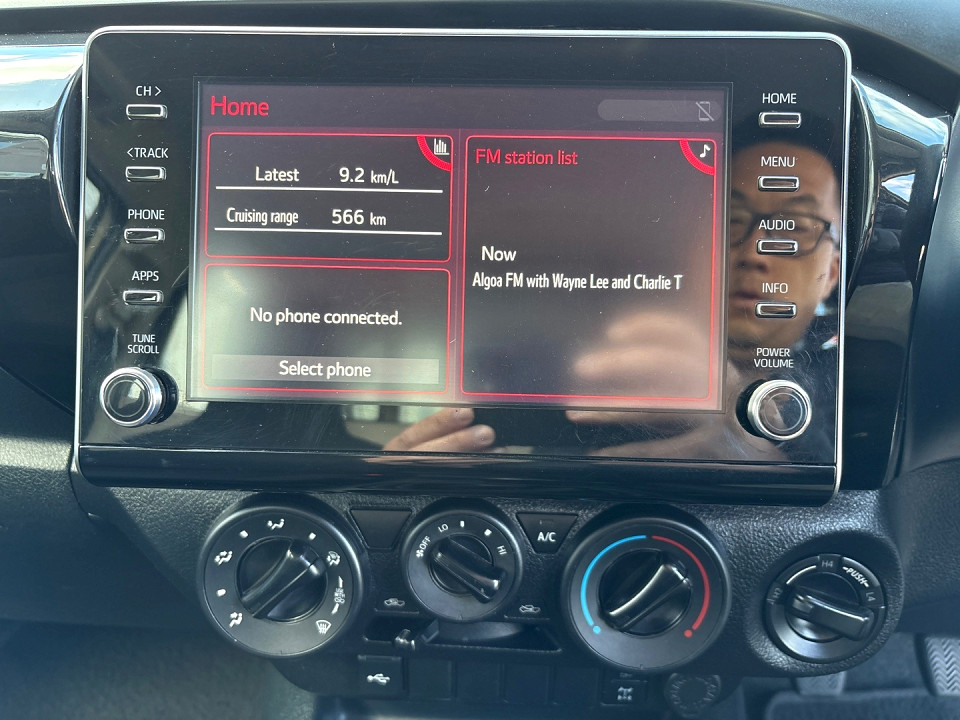 CH >
< TRACK
PHONE
APPS
TUNE
SCROLL
Home
Latest 9.2 km/L
Cruising range 566 km
No phone connected.
Select phone
FM station list
Now
Algoa FM with Wayne Lee and Charlie T
HOME
MENU
AUDIO
INFO
POWER
VOLUME
OFF LO HI
A/C
H4 PUSH L4